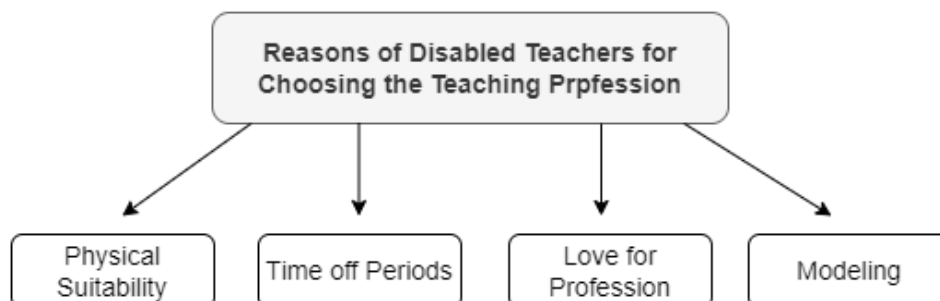 Reasons of Disabled Teachers for
Choosing the Teaching Prpfession
Physical
Suitability
Time off Periods
Love for
Profession
Modeling